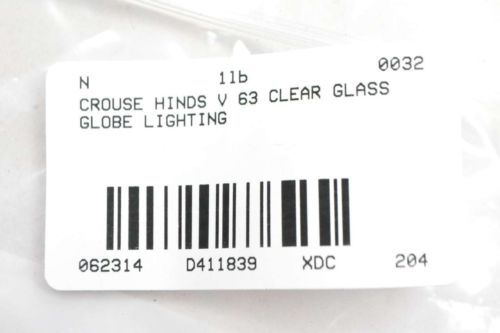 N 1lb 0032
CROUSE HINDS V 63 CLEAR GLASS
GLOBE LIGHTING
062314 D411839 XDC 204